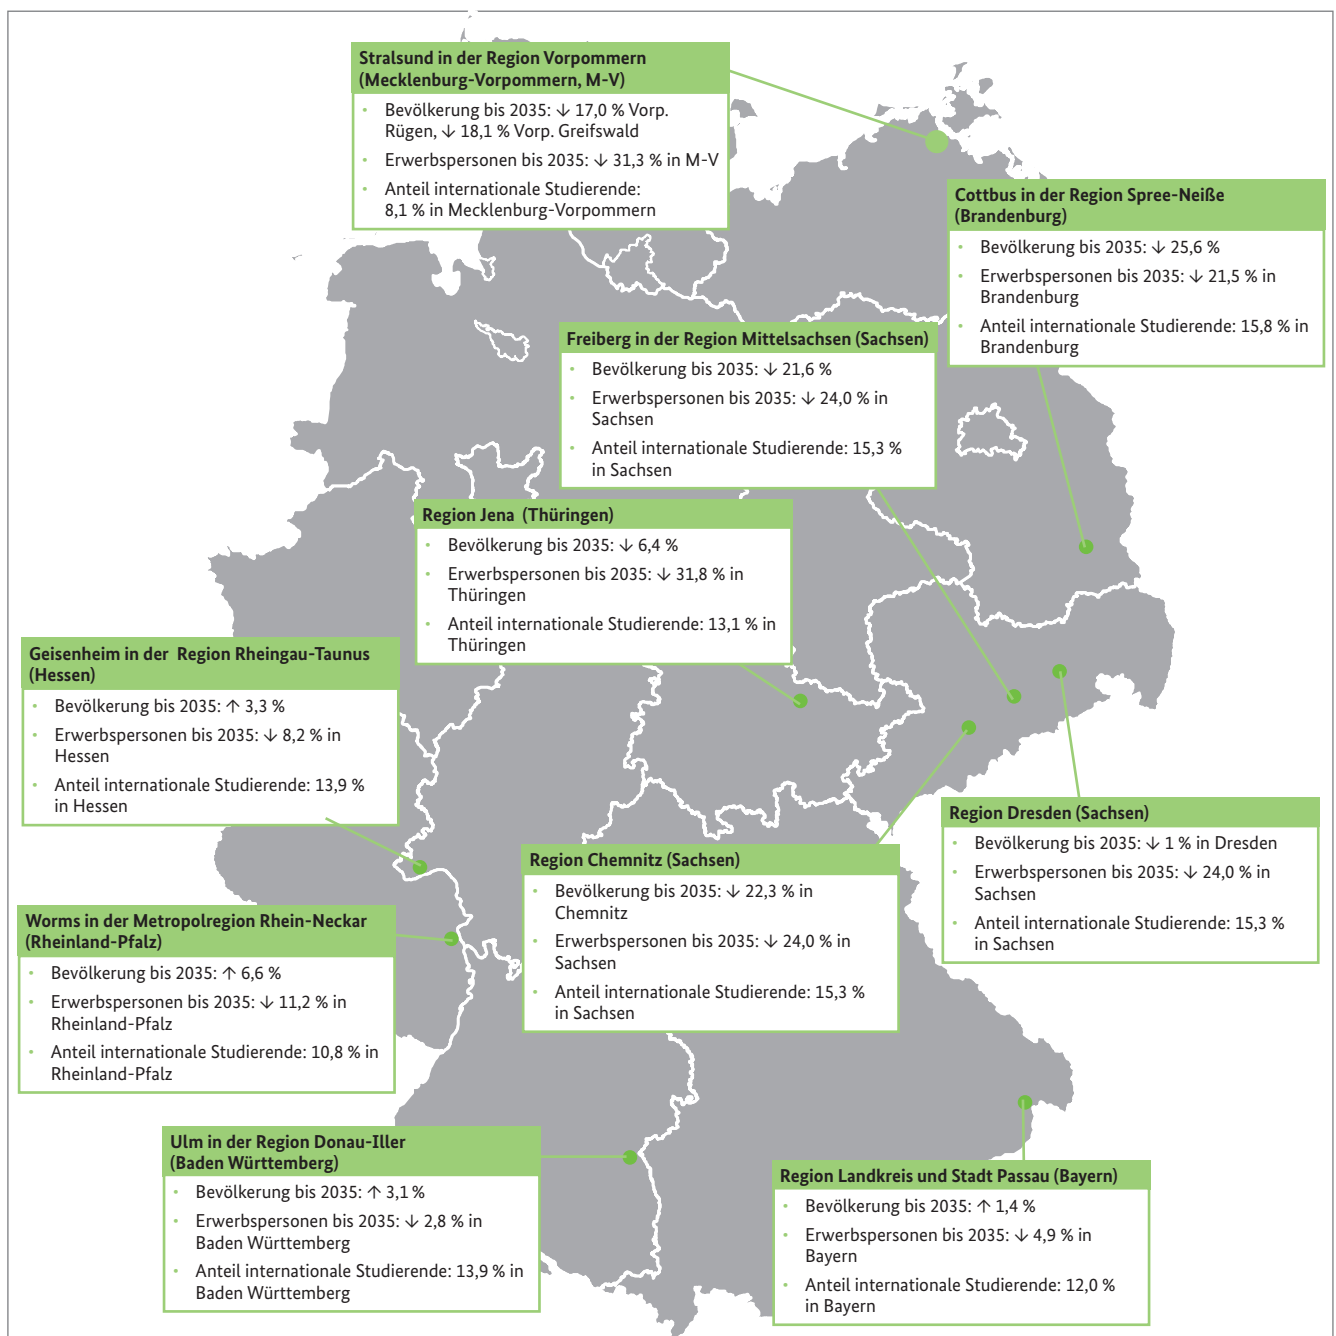 Stralsund in der Region Vorpommern
(Mecklenburg-Vorpommern, M-V)
• Bevölkerung bis 2035: ↓ 17,0 % Vorp.
Rügen, ↓ 18,1 % Vorp. Greifswald
• Erwerbspersonen bis 2035: ↓ 31,3 % in M-V
• Anteil internationale Studierende:
8,1 % in Mecklenburg-Vorpommern
Cottbus in der Region Spree-Neiße
(Brandenburg)
• Bevölkerung bis 2035: ↓ 25,6 %
• Erwerbspersonen bis 2035: ↓ 21,5 % in
Brandenburg
• Anteil internationale Studierende: 15,8 % in
Brandenburg
Freiberg in der Region Mittelsachsen (Sachsen)
• Bevölkerung bis 2035: ↓ 21,6 %
• Erwerbspersonen bis 2035: ↓ 24,0 % in
Sachsen
• Anteil internationale Studierende: 15,3 %
in Sachsen
Region Jena (Thüringen)
• Bevölkerung bis 2035: ↓ 6,4 %
• Erwerbspersonen bis 2035: ↓ 31,8 % in
Thüringen
• Anteil internationale Studierende: 13,1 % in
Thüringen
Geisenheim in der Region Rheingau-Taunus
(Hessen)
• Bevölkerung bis 2035: ↑ 3,3 %
• Erwerbspersonen bis 2035: ↓ 8,2 % in
Hessen
• Anteil internationale Studierende: 13,9 %
in Hessen
Region Dresden (Sachsen)
• Bevölkerung bis 2035: ↓ 1 % in Dresden
• Erwerbspersonen bis 2035: ↓ 24,0 % in
Sachsen
• Anteil internationale Studierende: 15,3 %
in Sachsen
Region Chemnitz (Sachsen)
• Bevölkerung bis 2035: ↓ 22,3 % in
Chemnitz
• Erwerbspersonen bis 2035: ↓ 24,0 % in
Sachsen
• Anteil internationale Studierende: 15,3 %
in Sachsen
Worms in der Metropolregion Rhein-Neckar
(Rheinland-Pfalz)
• Bevölkerung bis 2035: ↑ 6,6 %
• Erwerbspersonen bis 2035: ↓ 11,2 % in
Rheinland-Pfalz
• Anteil internationale Studierende: 10,8 % in
Rheinland-Pfalz
Ulm in der Region Donau-Iller
(Baden Württemberg)
• Bevölkerung bis 2035: ↑ 3,1 %
• Erwerbspersonen bis 2035: ↓ 2,8 % in
Baden Württemberg
• Anteil internationale Studierende: 13,9 % in
Baden Württemberg
Region Landkreis und Stadt Passau (Bayern)
• Bevölkerung bis 2035: ↑ 1,4 %
• Erwerbspersonen bis 2035: ↓ 4,9 % in
Bayern
• Anteil internationale Studierende: 12,0 %
in Bayern